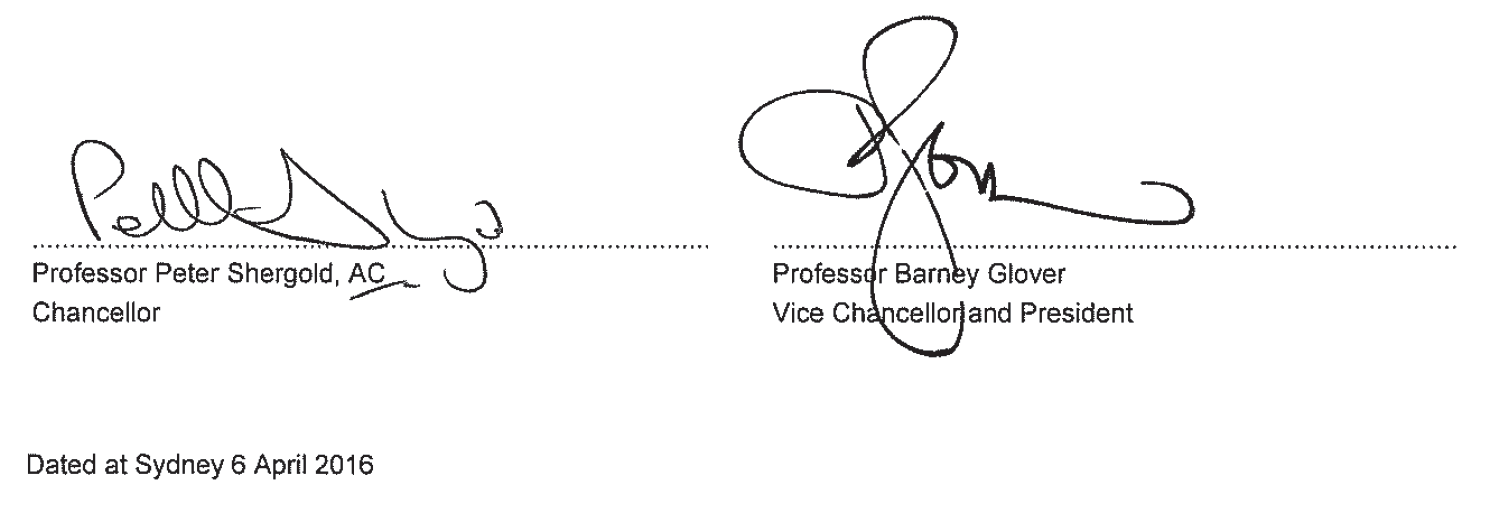 Professor Peter Shergold, AC
Chancellor
Professor Barney Glover
Vice Chancellor and President
Dated at Sydney 6 April 2016